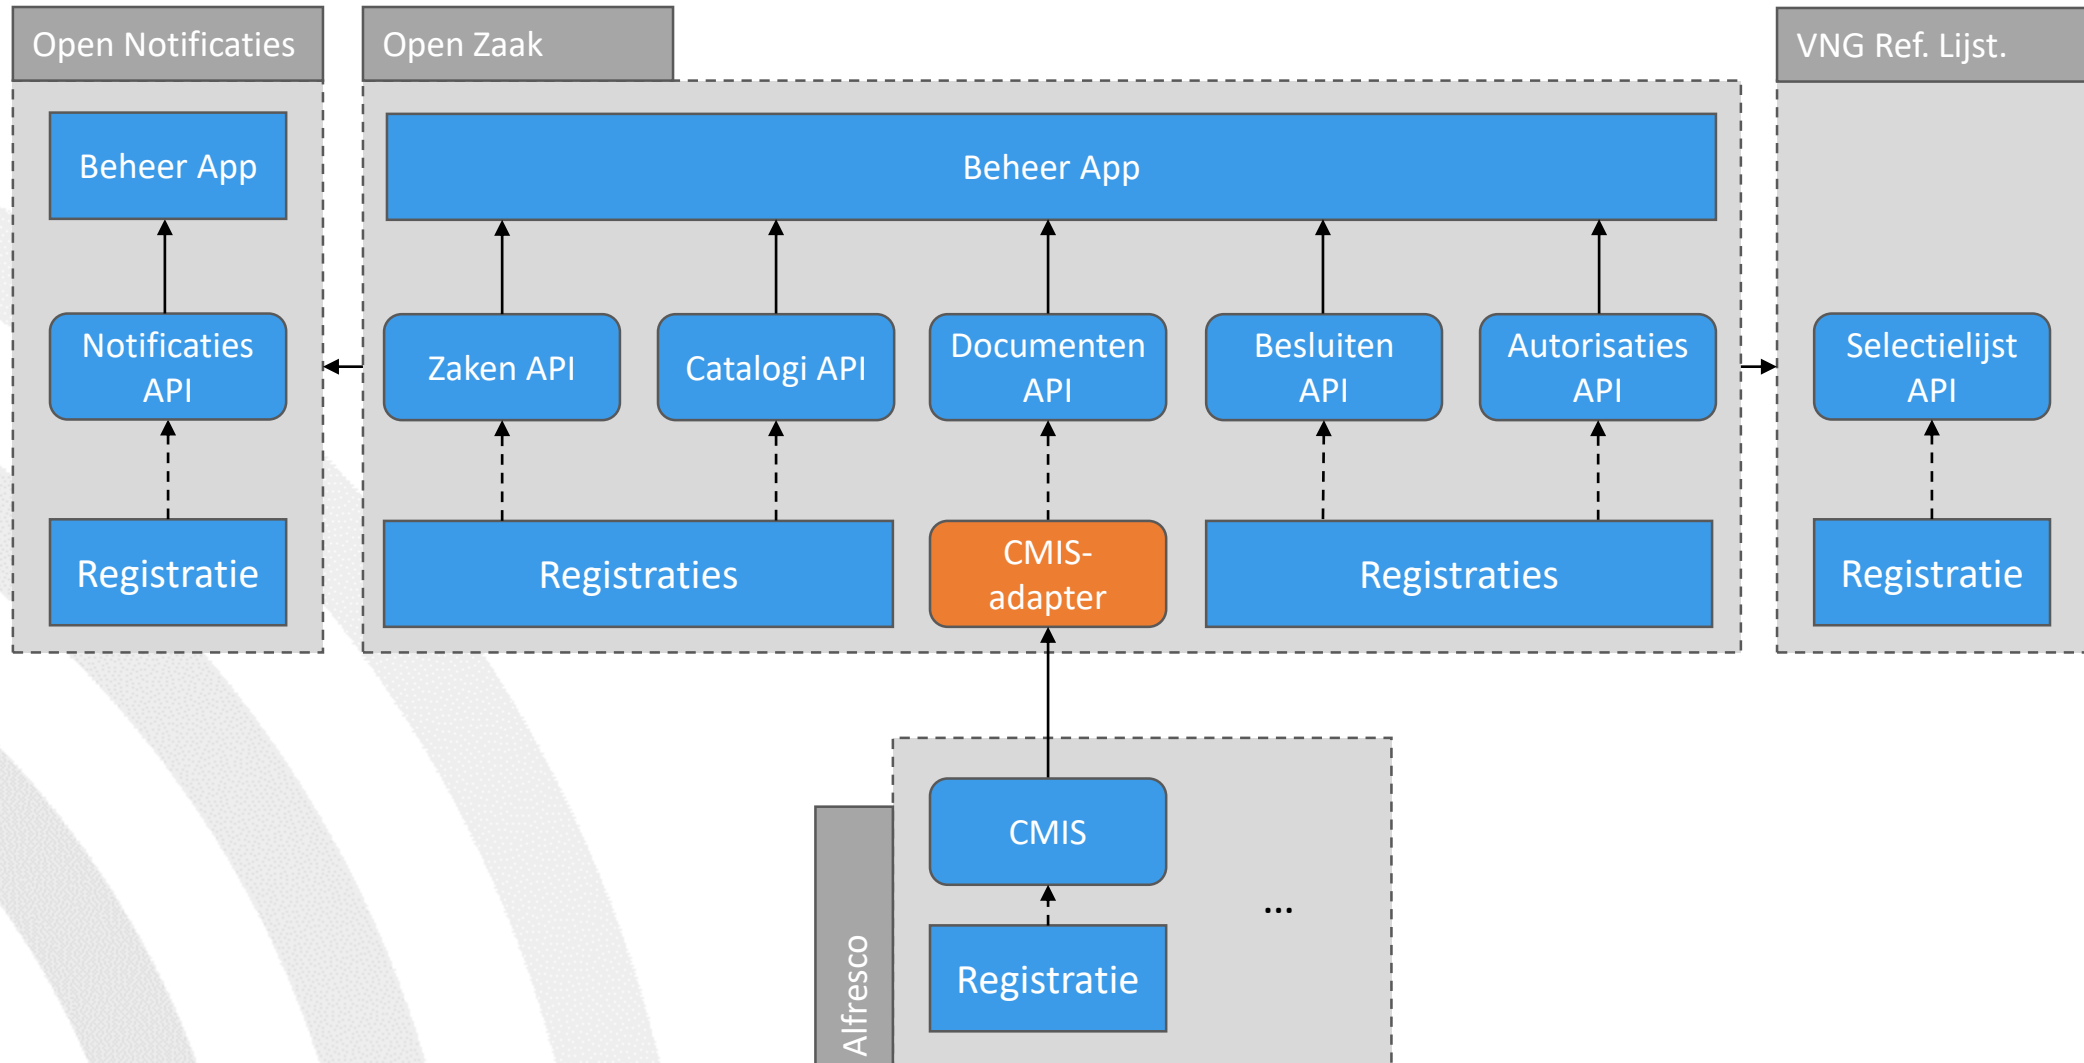 Open Notificaties
Open Zaak
VNG Ref. Lijst.
Beheer App
Beheer App
Notificaties
API
Zaken API
Catalogi API
Documenten
API
Besluiten
API
Autorisaties
API
Selectielijst
API
Registratie
Registraties
CMIS-
adapter
Registraties
Registratie
CMIS
...
Registratie
Alfresco